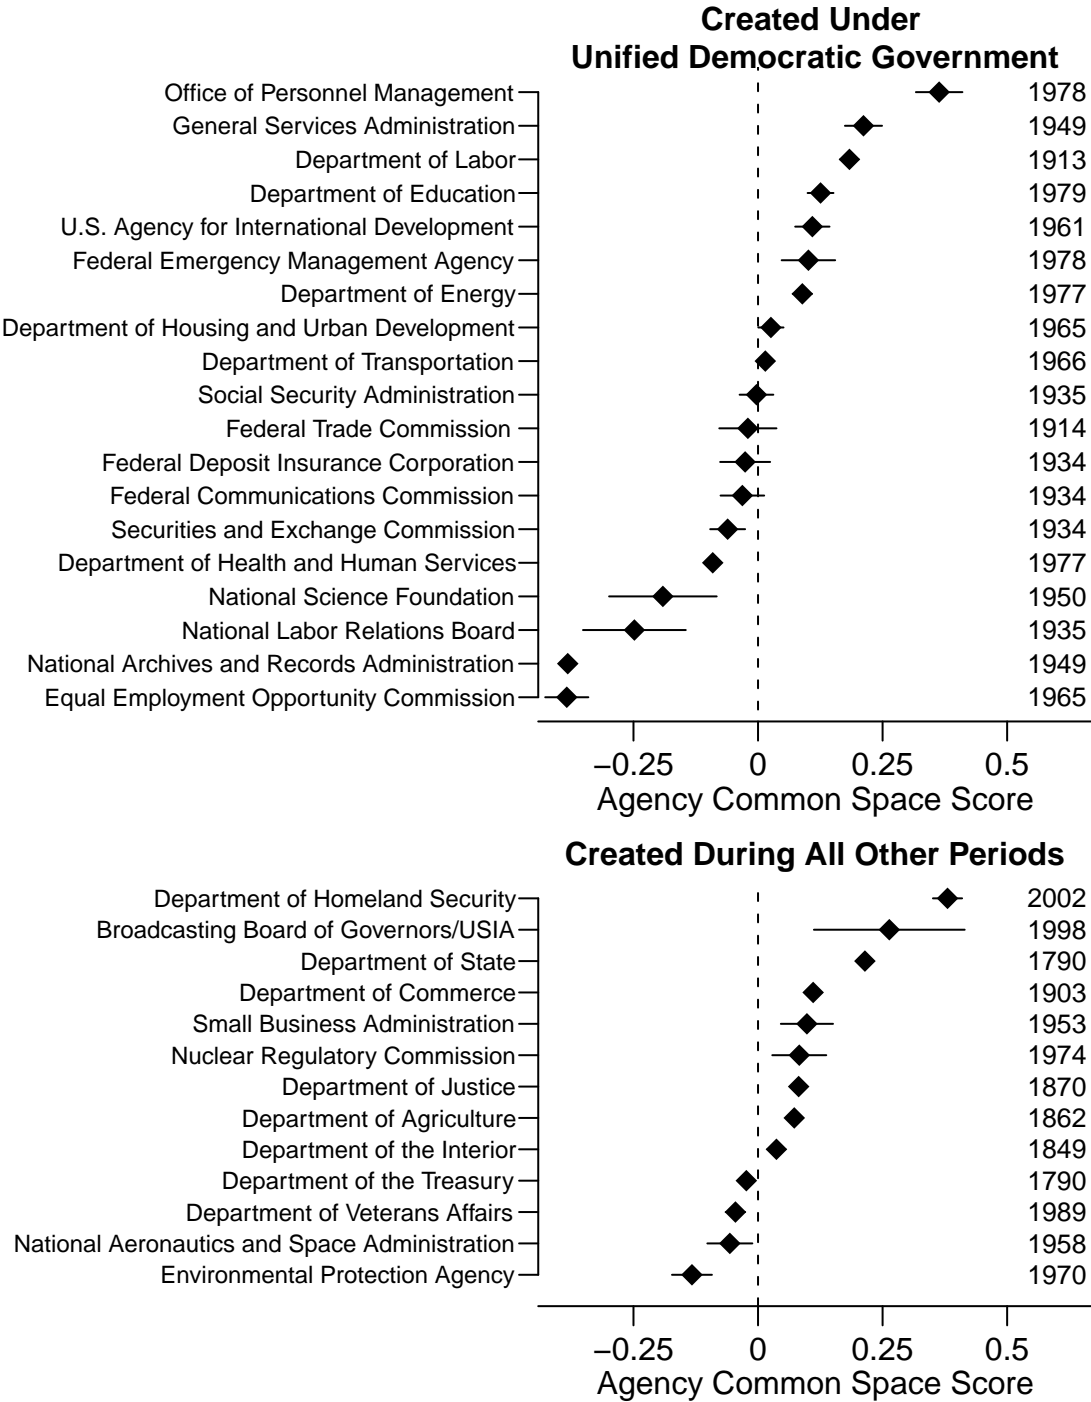 Created Under
Unified Democratic Government
Office of Personnel Management 1978
General Services Administration 1949
Department of Labor 1913
Department of Education 1979
U.S. Agency for International Development 1961
Federal Emergency Management Agency 1978
Department of Energy 1977
Department of Housing and Urban Development 1965
Department of Transportation 1966
Social Security Administration 1935
Federal Trade Commission 1914
Federal Deposit Insurance Corporation 1934
Federal Communications Commission 1934
Securities and Exchange Commission 1934
Department of Health and Human Services 1977
National Science Foundation 1950
National Labor Relations Board 1935
National Archives and Records Administration 1949
Equal Employment Opportunity Commission 1965
−0.25 0 0.25 0.5
Agency Common Space Score
Created During All Other Periods
Department of Homeland Security 2002
Broadcasting Board of Governors/USIA 1998
Department of State 1790
Department of Commerce 1903
Small Business Administration 1953
Nuclear Regulatory Commission 1974
Department of Justice 1870
Department of Agriculture 1862
Department of the Interior 1849
Department of the Treasury 1790
Department of Veterans Affairs 1989
National Aeronautics and Space Administration 1958
Environmental Protection Agency 1970
−0.25 0 0.25 0.5
Agency Common Space Score